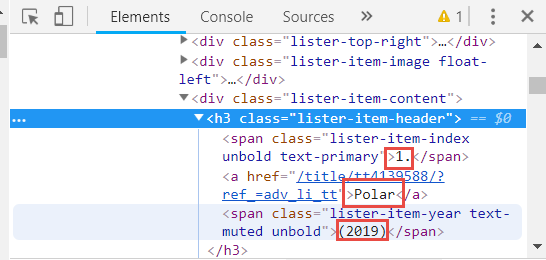 Elements Console Sources » 1
<div class="lister-top-right">…</div>
<div class="lister-item-image float-
left">…</div>
<div class="lister-item-content">
… <h3 class="lister-item-header"> == $0
<span class="lister-item-index
unbold text-primary">1.</span>
<a href="/title/tt4139588/?
ref_=adv_li_tt">Polar</a>
<span class="lister-item-year text-
muted unbold">(2019)</span>
</h3>